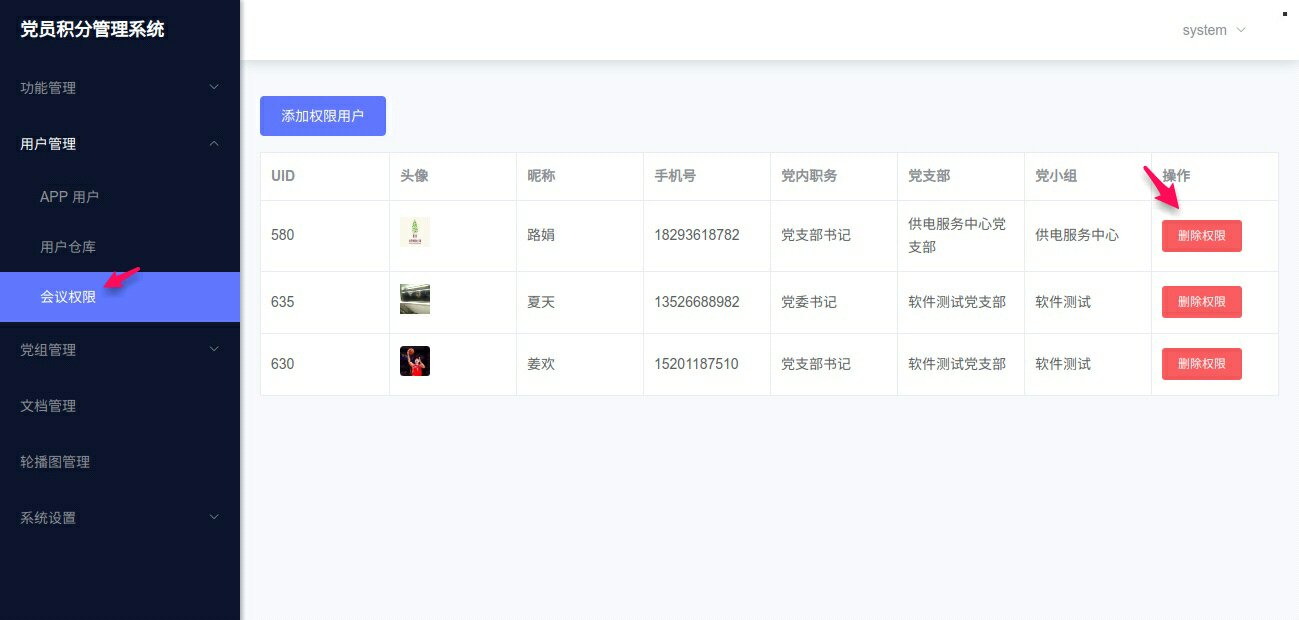 党员积分管理系统
system
功能管理
用户管理
APP 用户
用户仓库
会议权限
党组管理
文档管理
轮播图管理
系统设置
添加权限用户
UID 头像 昵称 手机号 党内职务 党支部 党小组 操作
580 路娟 18293618782 党支部书记 供电服务中心党 供电服务中心 删除权限
支部
635 夏天 13526688982 党委书记 软件测试党支部 软件测试 删除权限
630 姜欢 15201187510 党支部书记 软件测试党支部 软件测试 删除权限